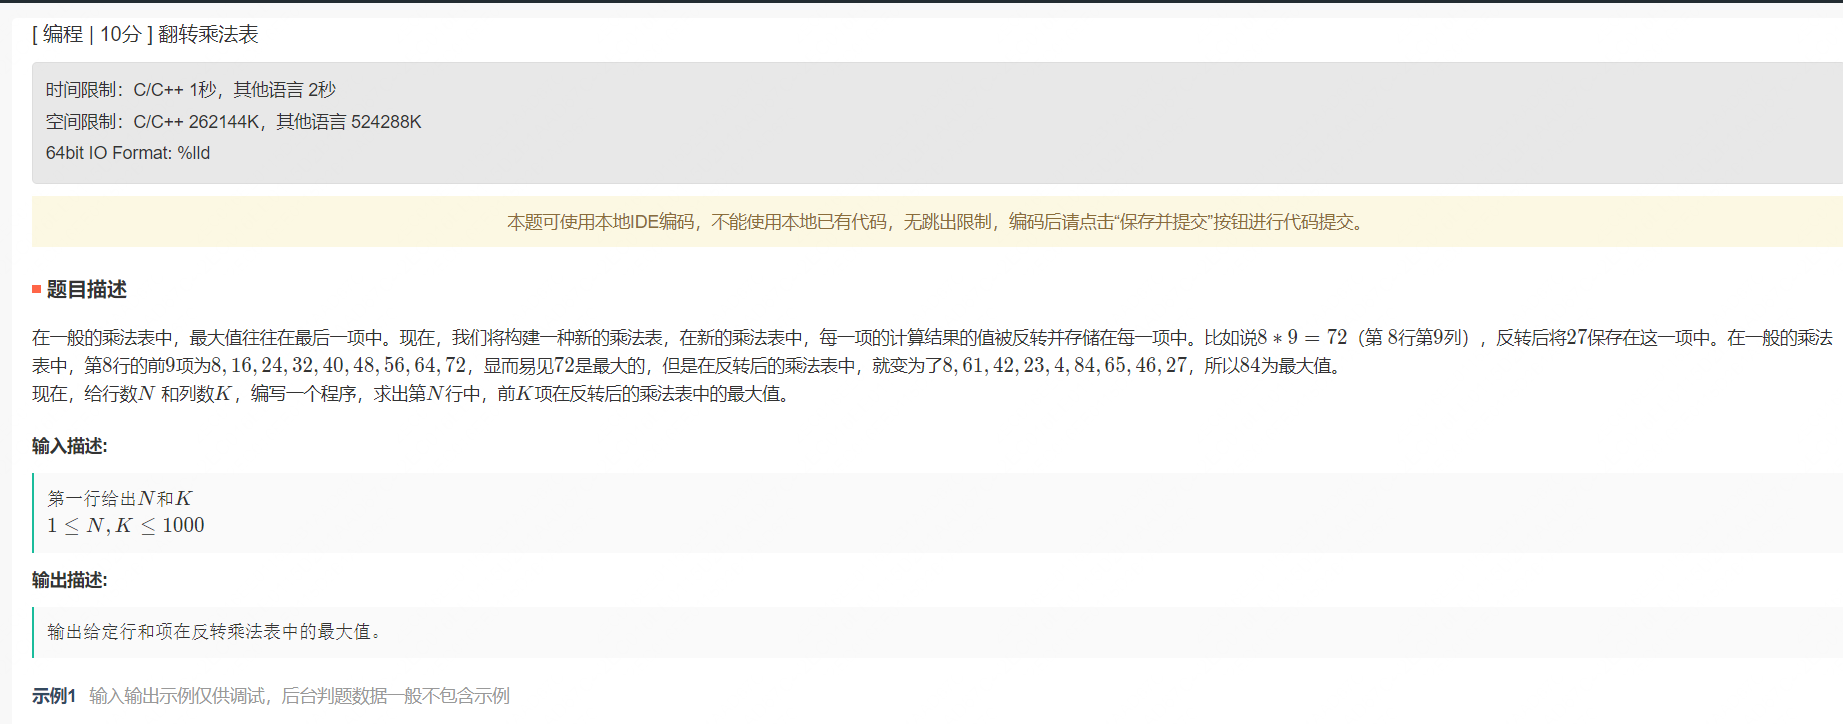 [ 编程 | 10分 ] 翻转乘法表
时间限制：C/C++ 1秒，其他语言 2秒
空间限制：C/C++ 262144K，其他语言 524288K
64bit IO Format: %lld
本题可使用本地IDE编码，不能使用本地已有代码，无跳出限制，编码后请点击“保存并提交”按钮进行代码提交。
题目描述
在一般的乘法表中，最大值往往在最后一项中。现在，我们将构建一种新的乘法表，在新的乘法表中，每一项的计算结果的值被反转并存储在每一项中。比如说8 * 9 = 72（第 8行第9列），反转后将27保存在这一项中。在一般的乘法
表中，第8行的前9项为8, 16, 24, 32, 40, 48, 56, 64, 72，显而易见72是最大的，但是在反转后的乘法表中，就变为了8, 61, 42, 23, 4, 84, 65, 46, 27，所以84为最大值。
现在，给行数N 和列数K，编写一个程序，求出第N行中，前K项在反转后的乘法表中的最大值。
输入描述:
第一行给出N和K
1 ≤ N, K ≤ 1000
输出描述:
输出给定行和项在反转乘法表中的最大值。
示例1 输入输出示例仅供调试，后台判题数据一般不包含示例